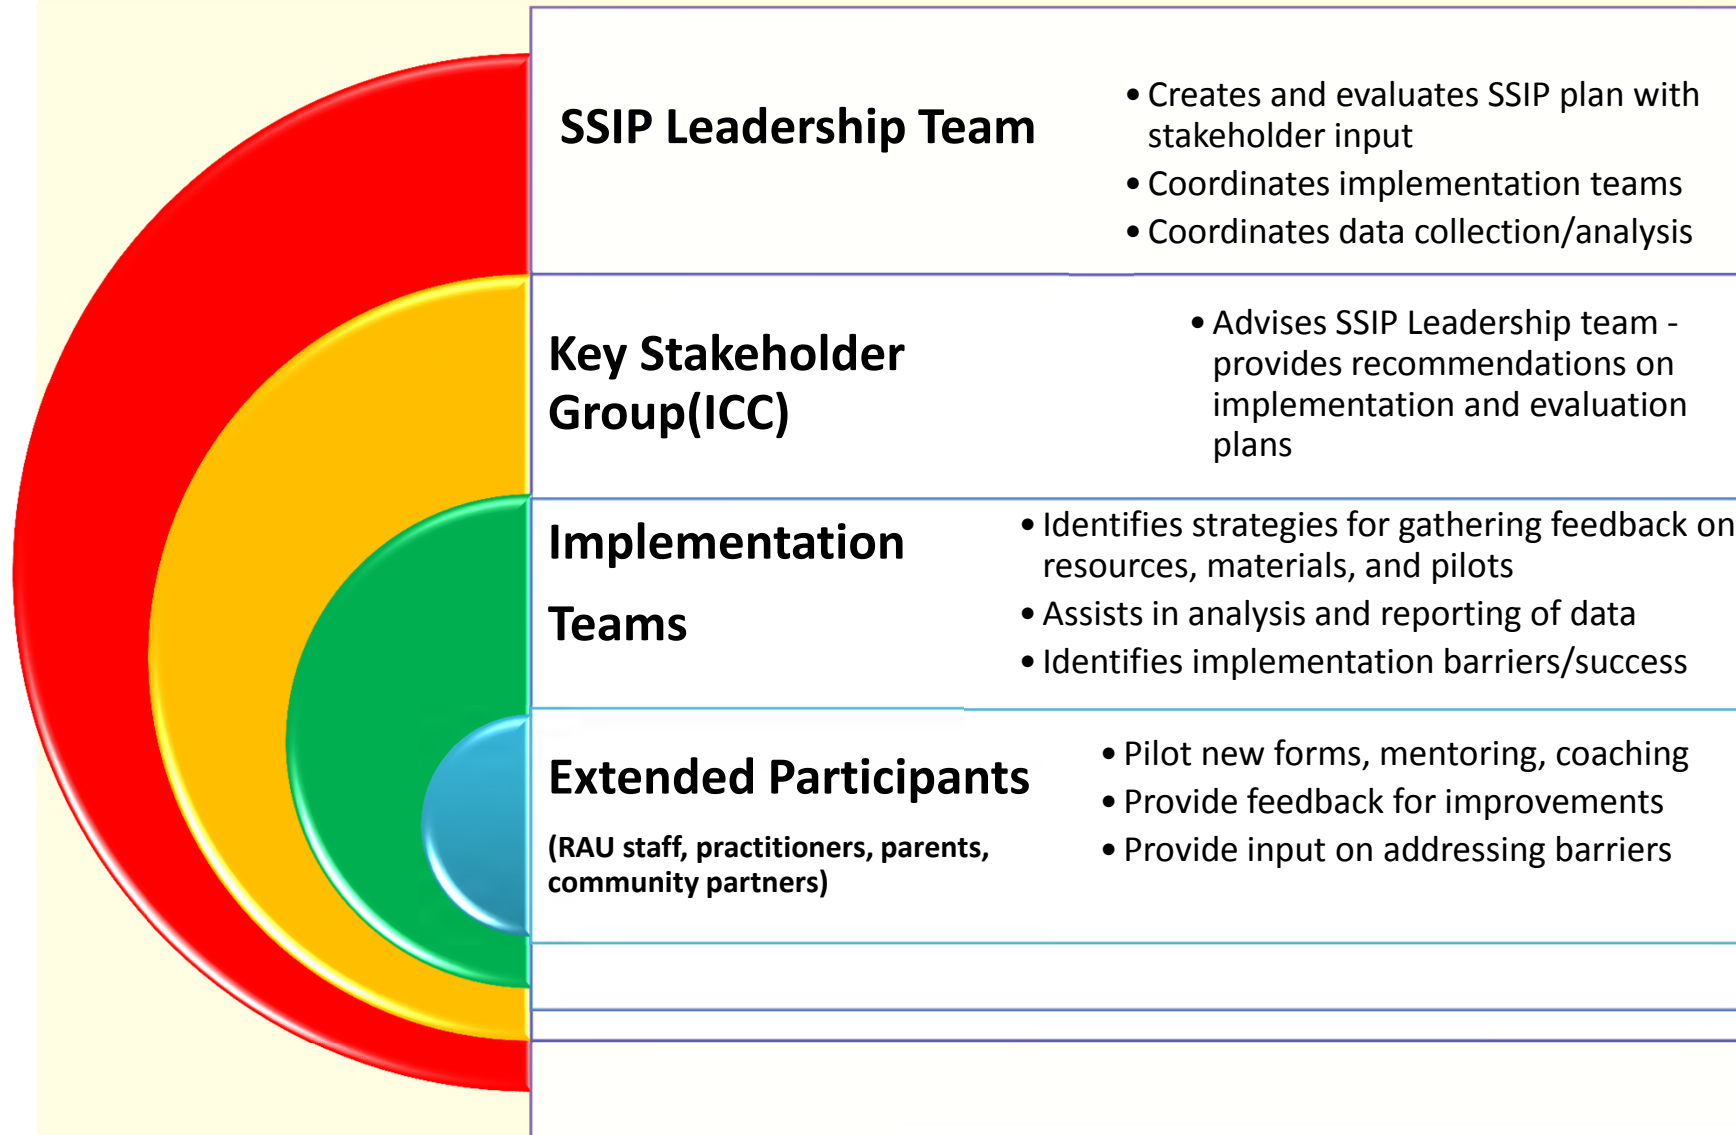 SSIP Leadership Team
• Creates and evaluates SSIP plan with
stakeholder input
• Coordinates implementation teams
• Coordinates data collection/analysis
Key Stakeholder
Group(ICC)
• Advises SSIP Leadership team -
provides recommendations on
implementation and evaluation
plans
Implementation
Teams
• Identifies strategies for gathering feedback on
resources, materials, and pilots
• Assists in analysis and reporting of data
• Identifies implementation barriers/success
Extended Participants
(RAU staff, practitioners, parents,
community partners)
• Pilot new forms, mentoring, coaching
• Provide feedback for improvements
• Provide input on addressing barriers